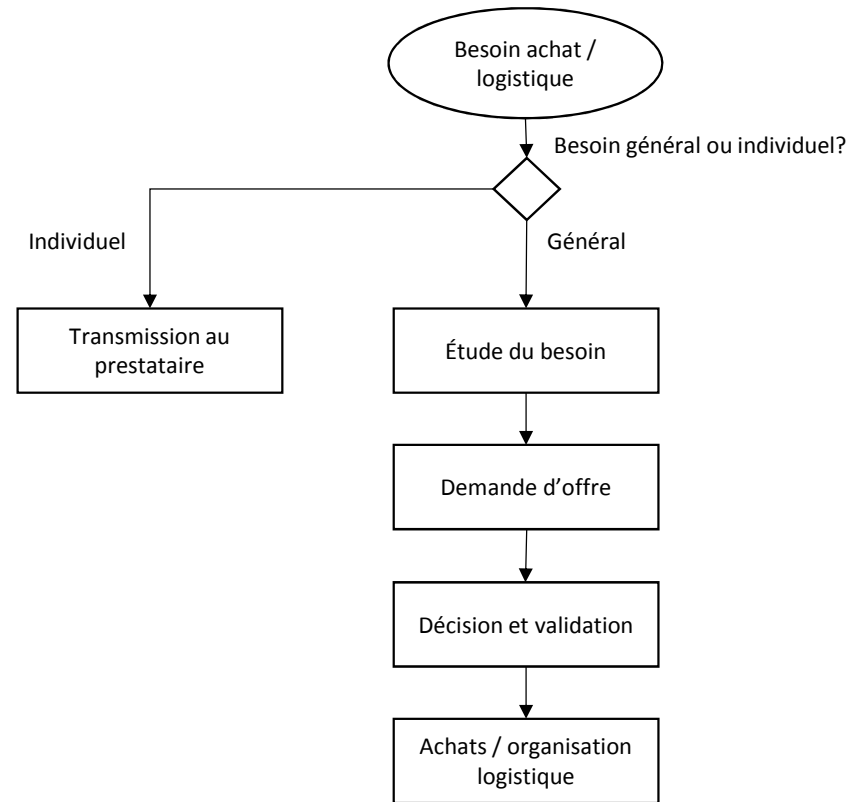 Besoin achat /
logistique
Besoin général ou individuel?
Individuel
Général
Transmission au
prestataire
Étude du besoin
Demande d’offre
Décision et validation
Achats / organisation
logistique